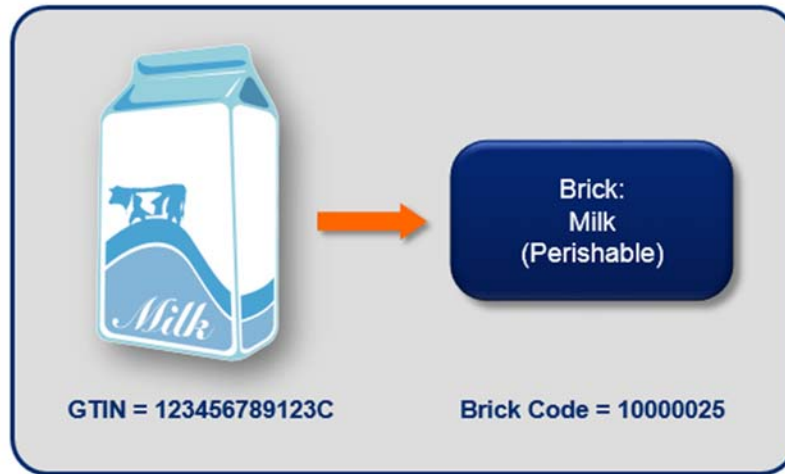 Brick:
Milk
(Perishable)
Milk
GTIN = 123456789123C
Brick Code = 10000025